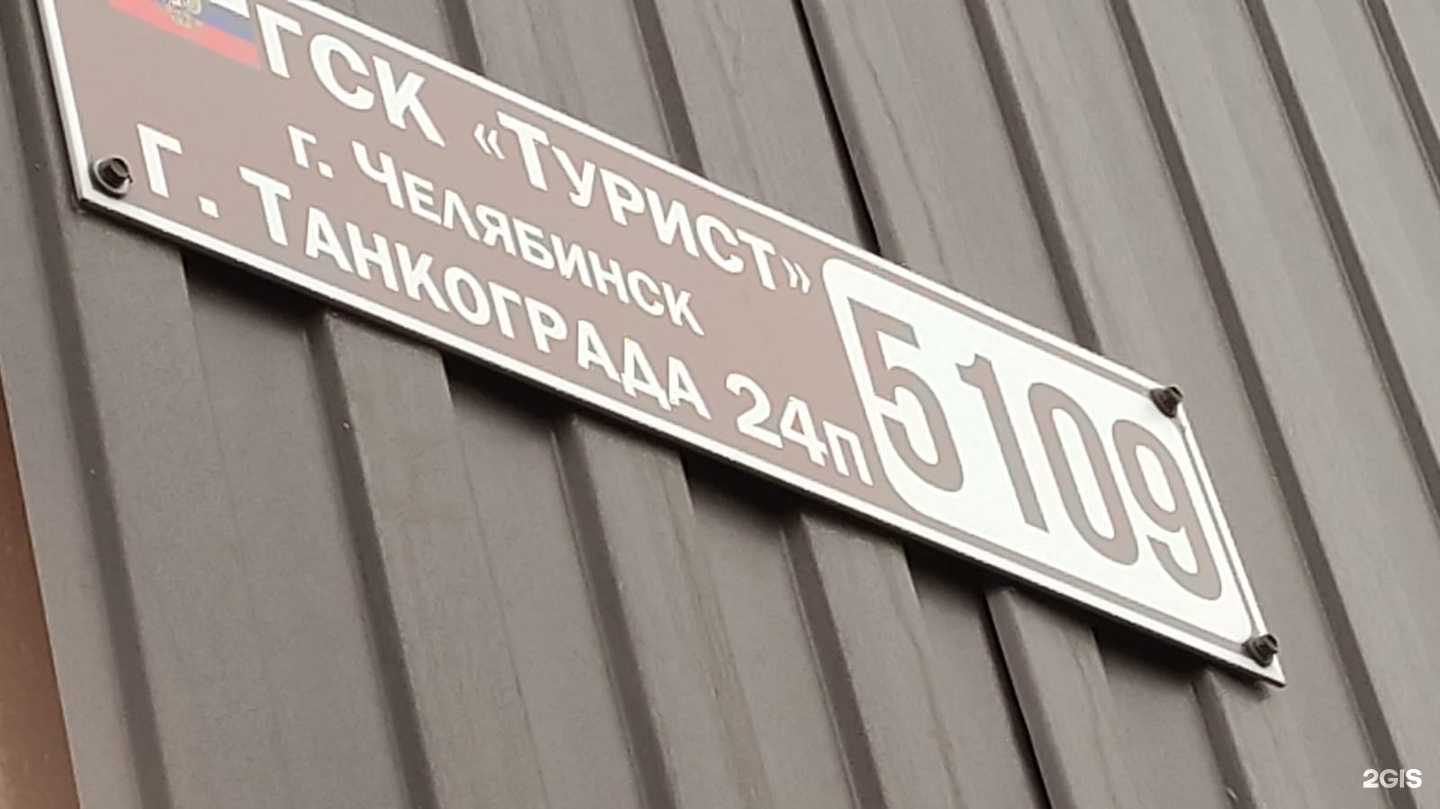 ГСК «ТУРИСТ»
г. ЧЕЛЯБИНСК
Г. ТАНКОГРАДА 24п
5109
2GIS